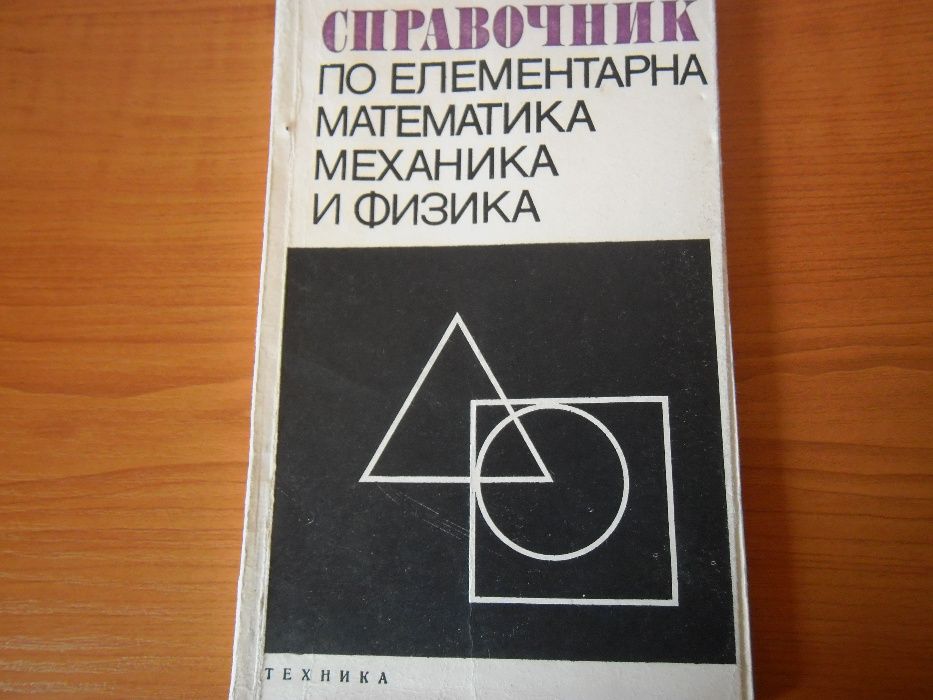 СПРАВОЧНИК
ПО ЕЛЕМЕНТАРНА
МАТЕМАТИКА
МЕХАНИКА
И ФИЗИКА
ТЕХНИКА